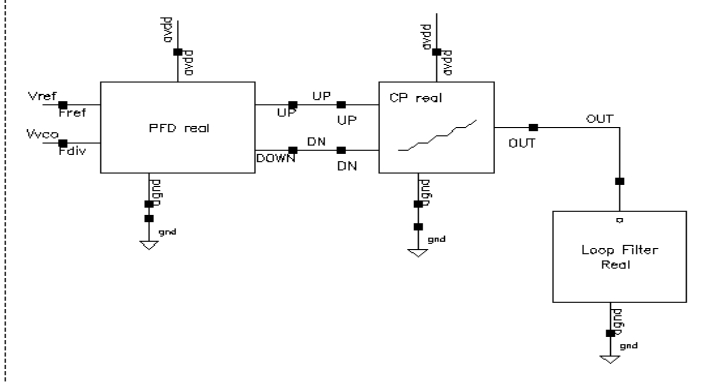 avdd
avdd
avdd
avdd
Vref
Fref
PFD real
UP
UP
UP
CP real
OUT
OUT
Vvco
Fdiv
DOWN
DN
DN
agnd
gnd
agnd
gnd
Loop Filter
Real
agnd
gnd